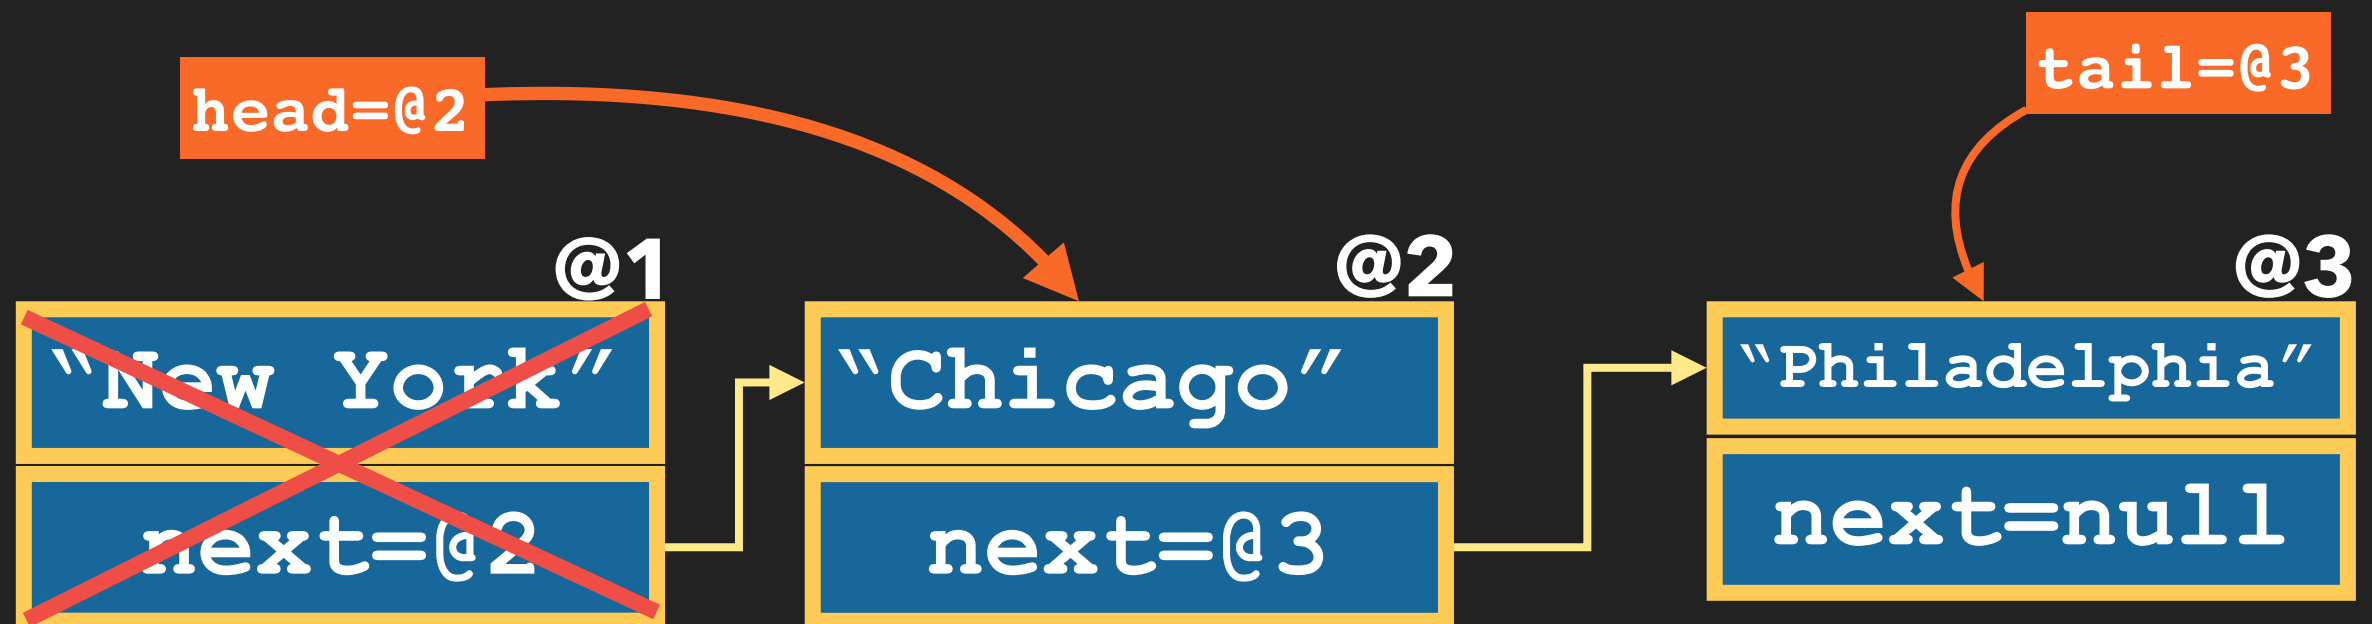 head=@2
tail=@3
@1
@2
@3
“New York”
“Chicago”
“Philadelphia”
next=@2
next=@3
next=null